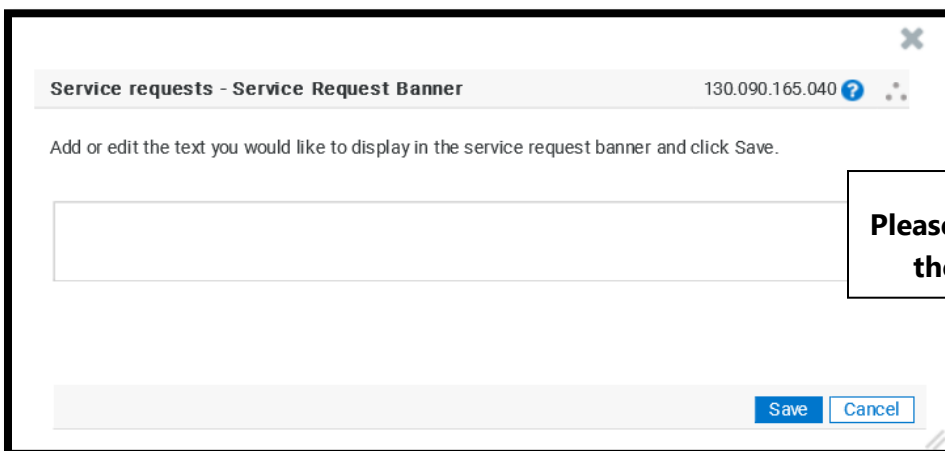 Service requests - Service Request Banner 130.090.165.040
Add or edit the text you would like to display in the service request banner and click Save.
Save Cancel